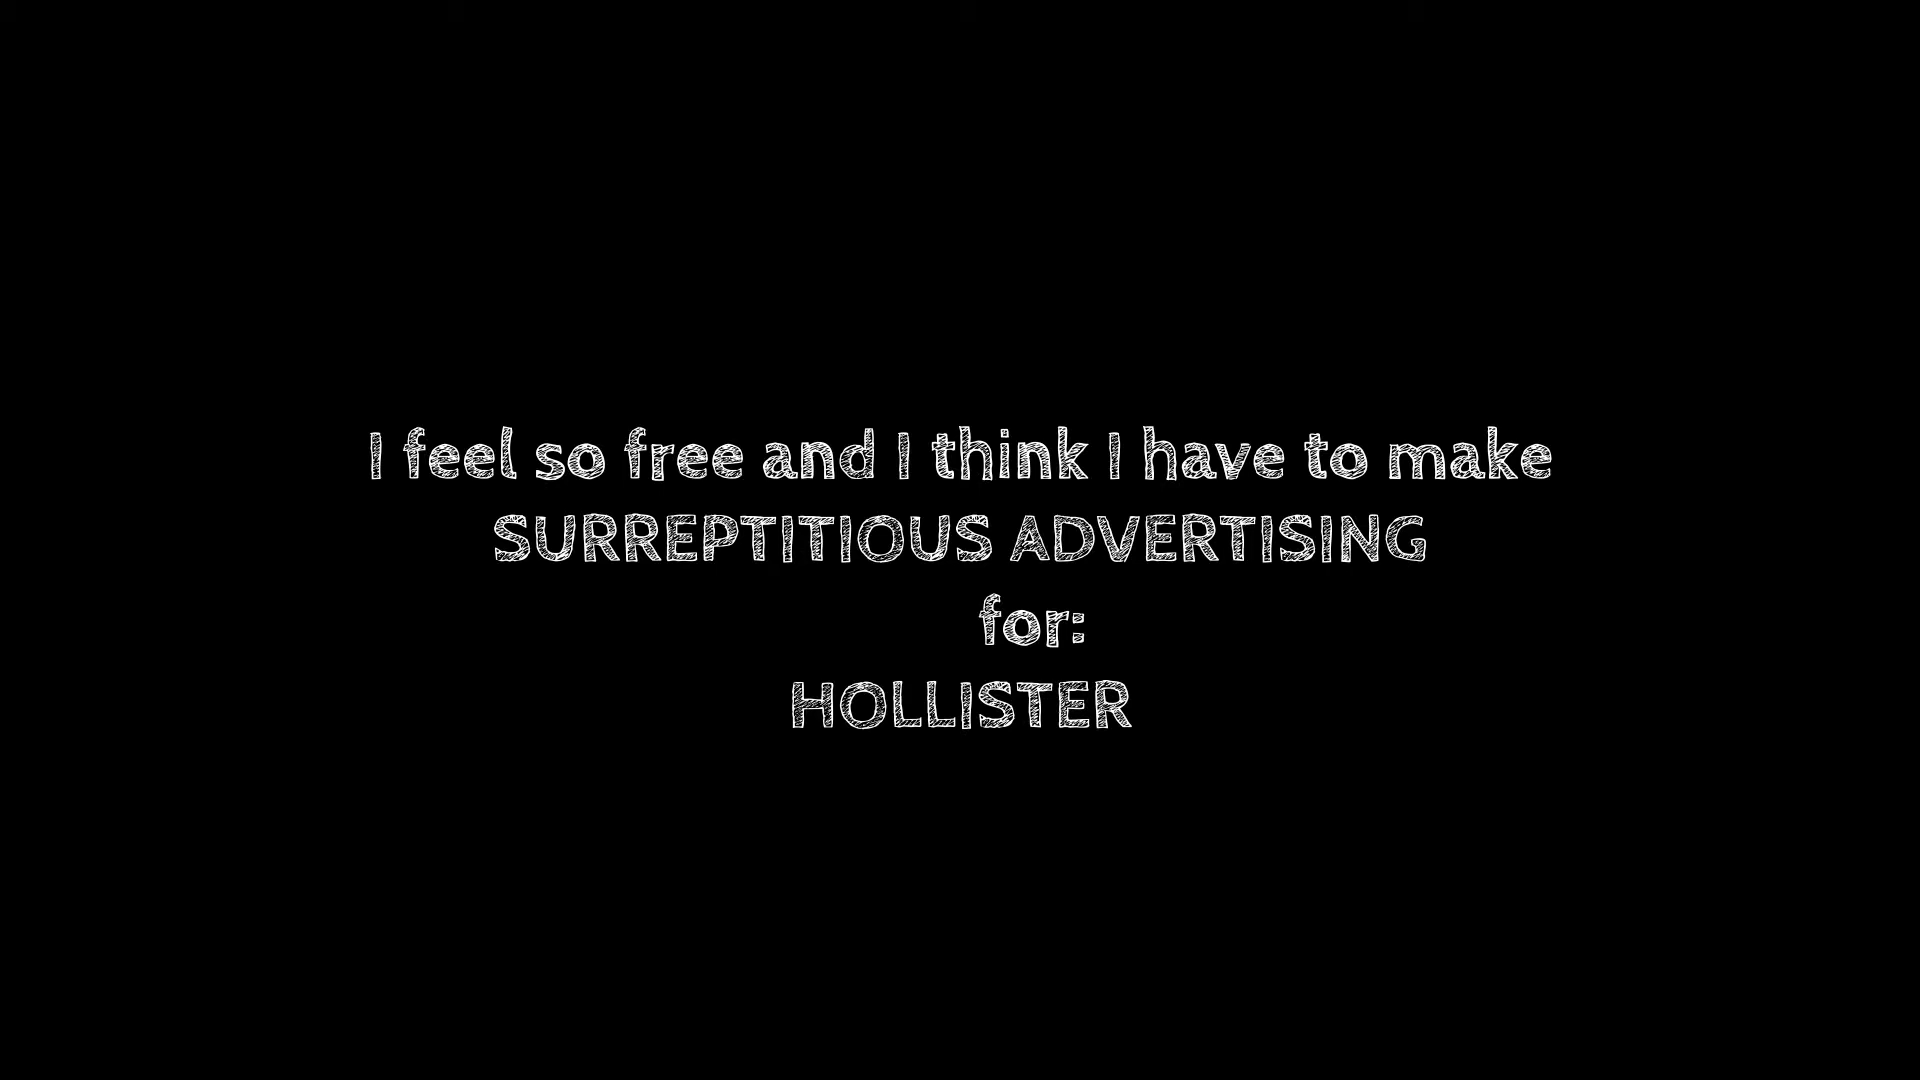 I feel so free and I think I have to make
SURREPTITIOUS ADVERTISING
for:
HOLLISTER